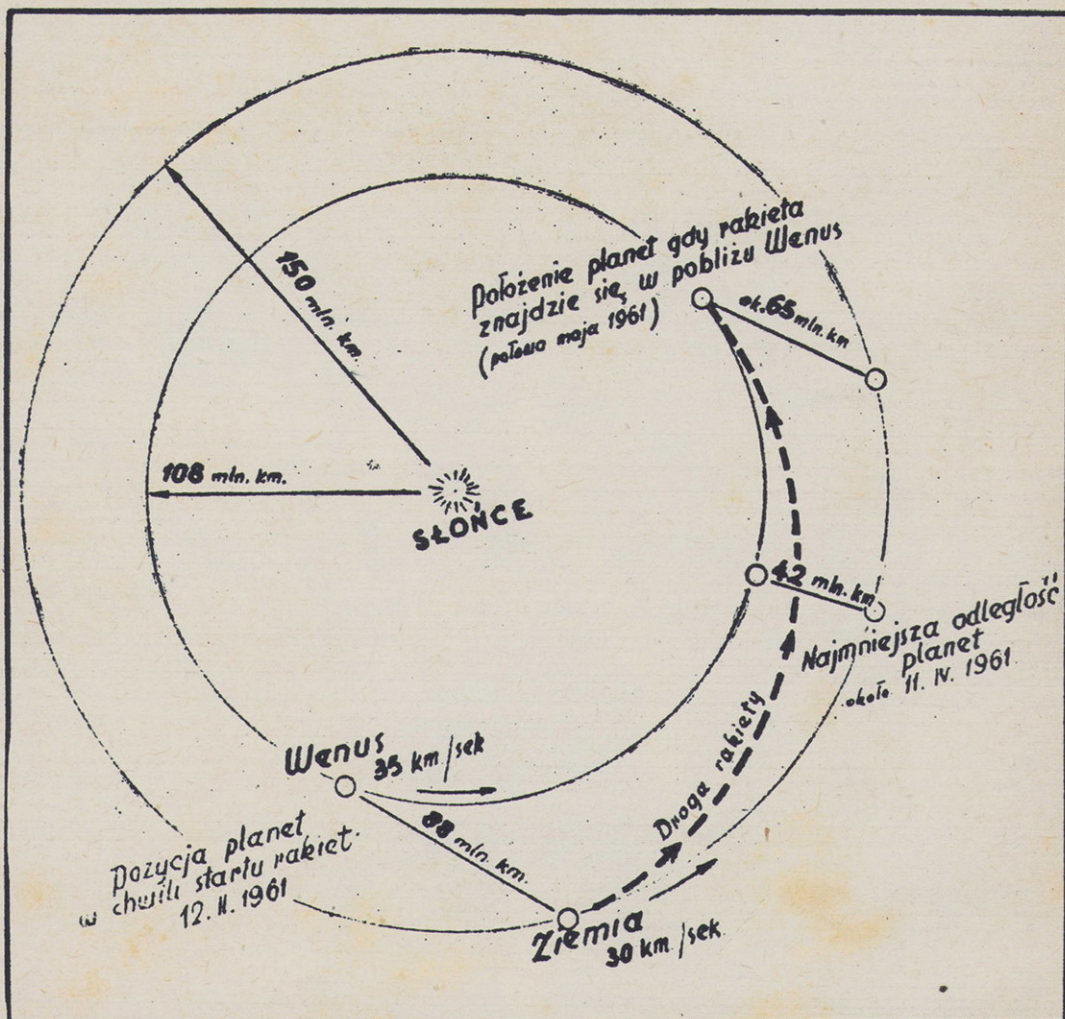 150 mln. km.
Położenie planet gdy rakieta
znajdzie się w pobliżu Wenus
(połowa maja 1961)
ok. 65 mln. km
108 mln. km.
SŁOŃCE
42 mln. km
Najmniejsza odległość
planet
około 11. IV. 1961
Wenus
35 km/sek
88 mln. km.
Droga rakiety
Pozycja planet
w chwili startu rakiet
12. II. 1961
Ziemia
30 km/sek